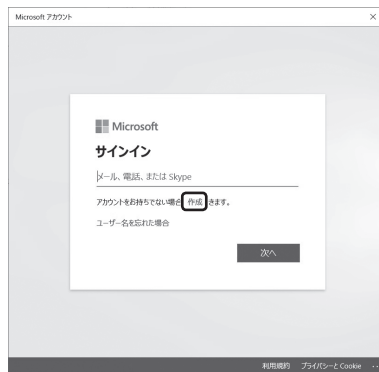 Microsoft アカウント
Microsoft
サインイン
メール、電話、または Skype
アカウントをお持ちでない場合 作成 きます。
ユーザー名を忘れた場合
次へ
利用規約 プライバシーと Cookie ...